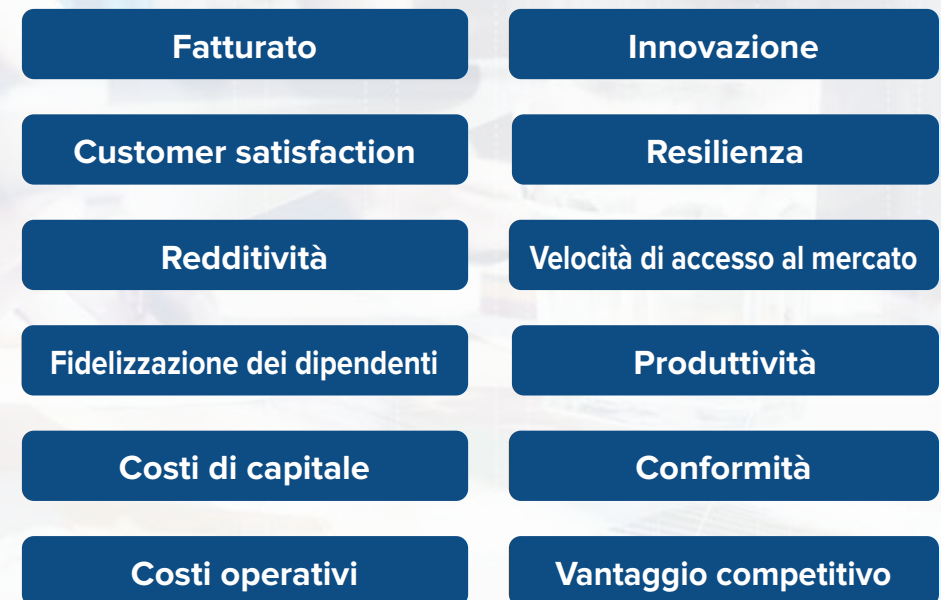 Fatturato
Innovazione
Customer satisfaction
Resilienza
Redditività
Velocità di accesso al mercato
Fidelizzazione dei dipendenti
Produttività
Costi di capitale
Conformità
Costi operativi
Vantaggio competitivo